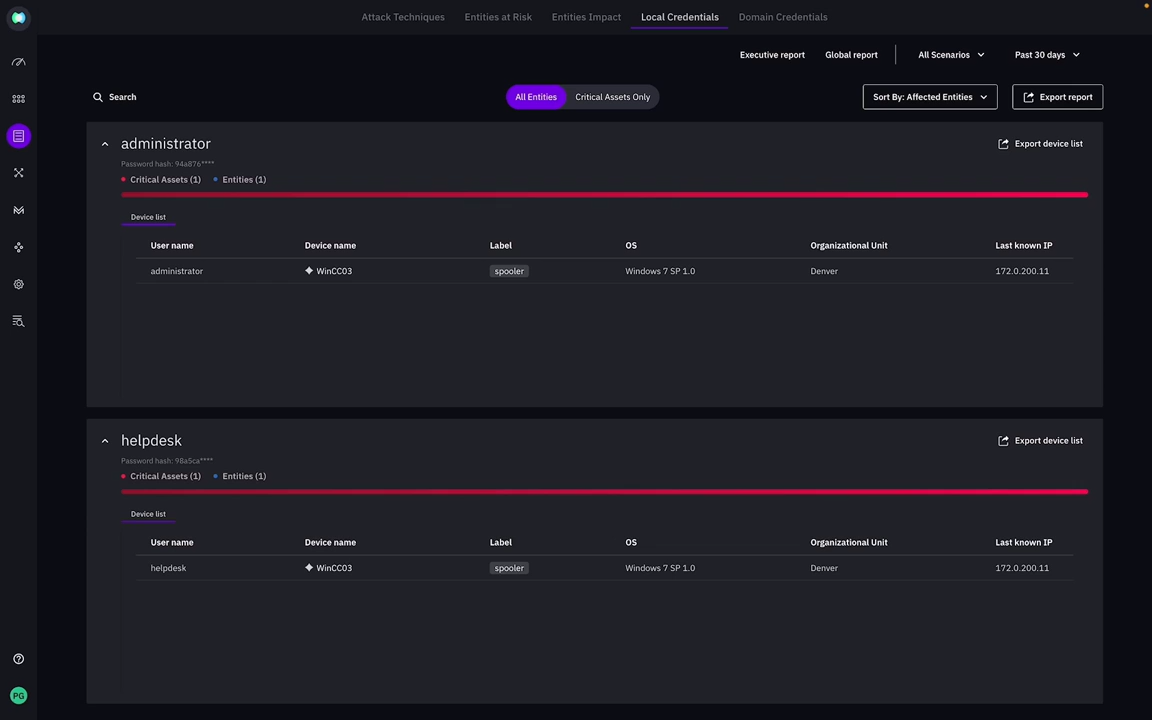 Attack Techniques Entities at Risk Entities Impact Local Credentials Domain Credentials
Executive report Global report All Scenarios Past 30 days
Search All Entities Critical Assets Only Sort By: Affected Entities Export report
administrator Export device list
Password hash: 94a876****
Critical Assets (1) Entities (1)
Device list
User name Device name Label OS Organizational Unit Last known IP
administrator WinCC03 spooler Windows 7 SP 1.0 Denver 172.0.200.11
helpdesk Export device list
Password hash: 98a5ca****
Critical Assets (1) Entities (1)
Device list
User name Device name Label OS Organizational Unit Last known IP
helpdesk WinCC03 spooler Windows 7 SP 1.0 Denver 172.0.200.11
PG